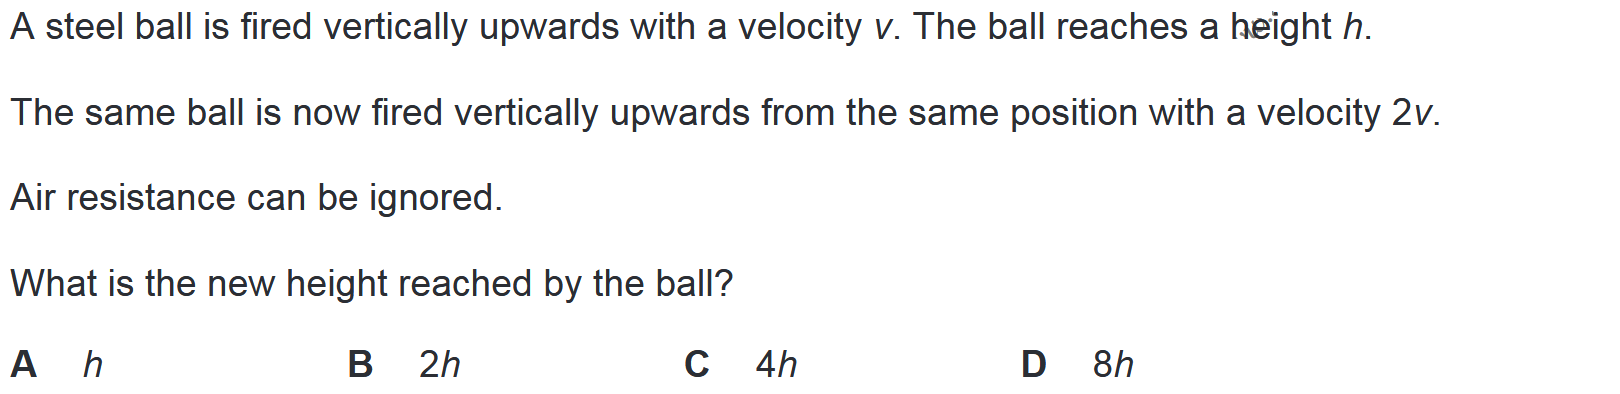 A steel ball is fired vertically upwards with a velocity v. The ball reaches a height h.
The same ball is now fired vertically upwards from the same position with a velocity 2v.
Air resistance can be ignored.
What is the new height reached by the ball?
A h B 2h C 4h D 8h